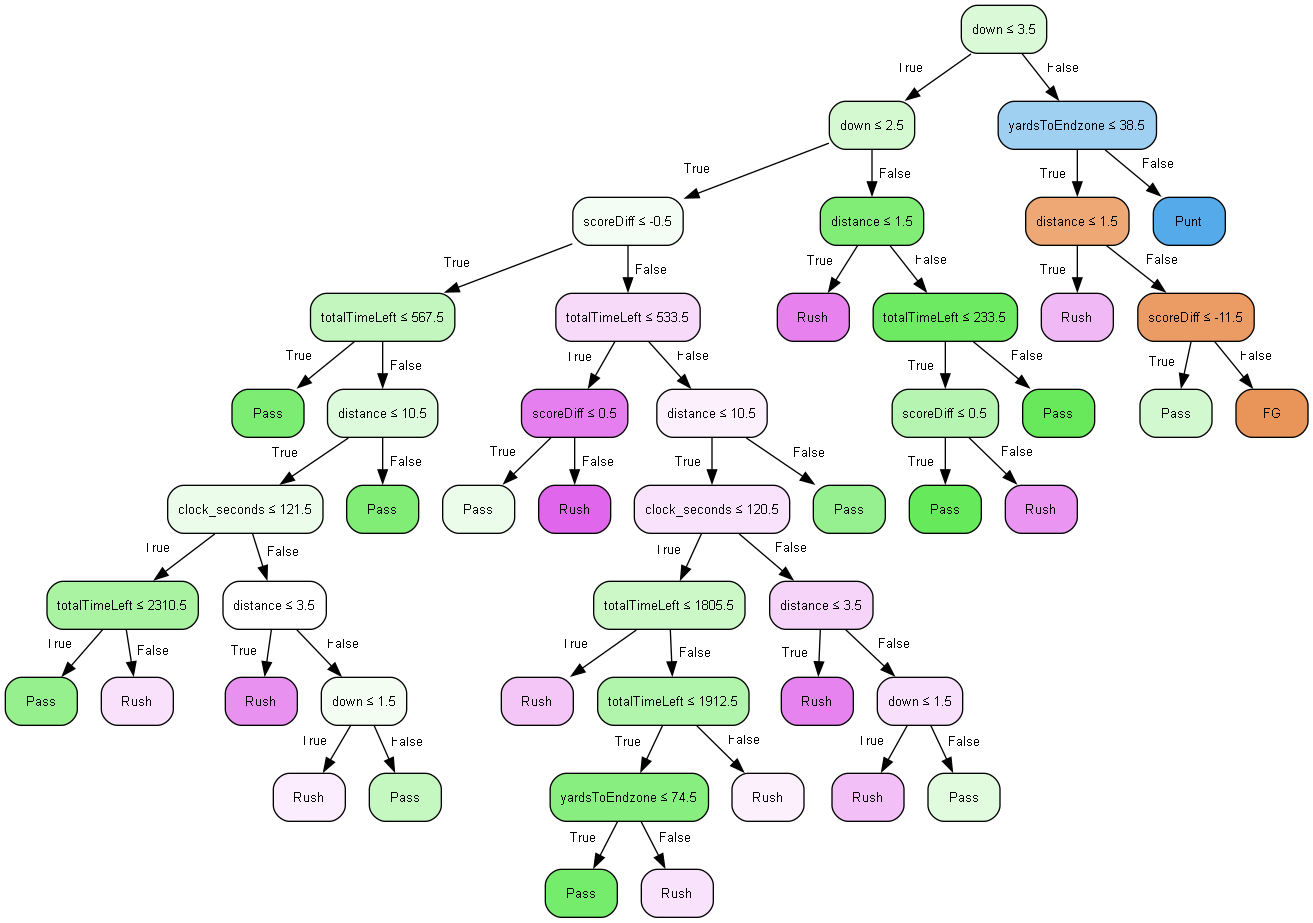 down ≤ 3.5
True
False
down ≤ 2.5
yardsToEndzone ≤ 38.5
True
False
True
False
scoreDiff ≤ -0.5
distance ≤ 1.5
distance ≤ 1.5
Punt
True
False
True
False
True
False
totalTimeLeft ≤ 567.5
totalTimeLeft ≤ 533.5
Rush
totalTimeLeft ≤ 233.5
Rush
scoreDiff ≤ -11.5
True
False
True
False
True
False
True
False
Pass
distance ≤ 10.5
scoreDiff ≤ 0.5
distance ≤ 10.5
scoreDiff ≤ 0.5
Pass
Pass
FG
True
False
True
False
True
False
True
False
clock_seconds ≤ 121.5
Pass
Pass
Rush
clock_seconds ≤ 120.5
Pass
Pass
Rush
True
False
True
False
totalTimeLeft ≤ 2310.5
distance ≤ 3.5
totalTimeLeft ≤ 1805.5
distance ≤ 3.5
True
False
True
False
True
False
True
False
Pass
Rush
Rush
down ≤ 1.5
Rush
totalTimeLeft ≤ 1912.5
Rush
down ≤ 1.5
True
False
True
False
True
False
Rush
Pass
yardsToEndzone ≤ 74.5
Rush
Rush
Pass
True
False
Pass
Rush